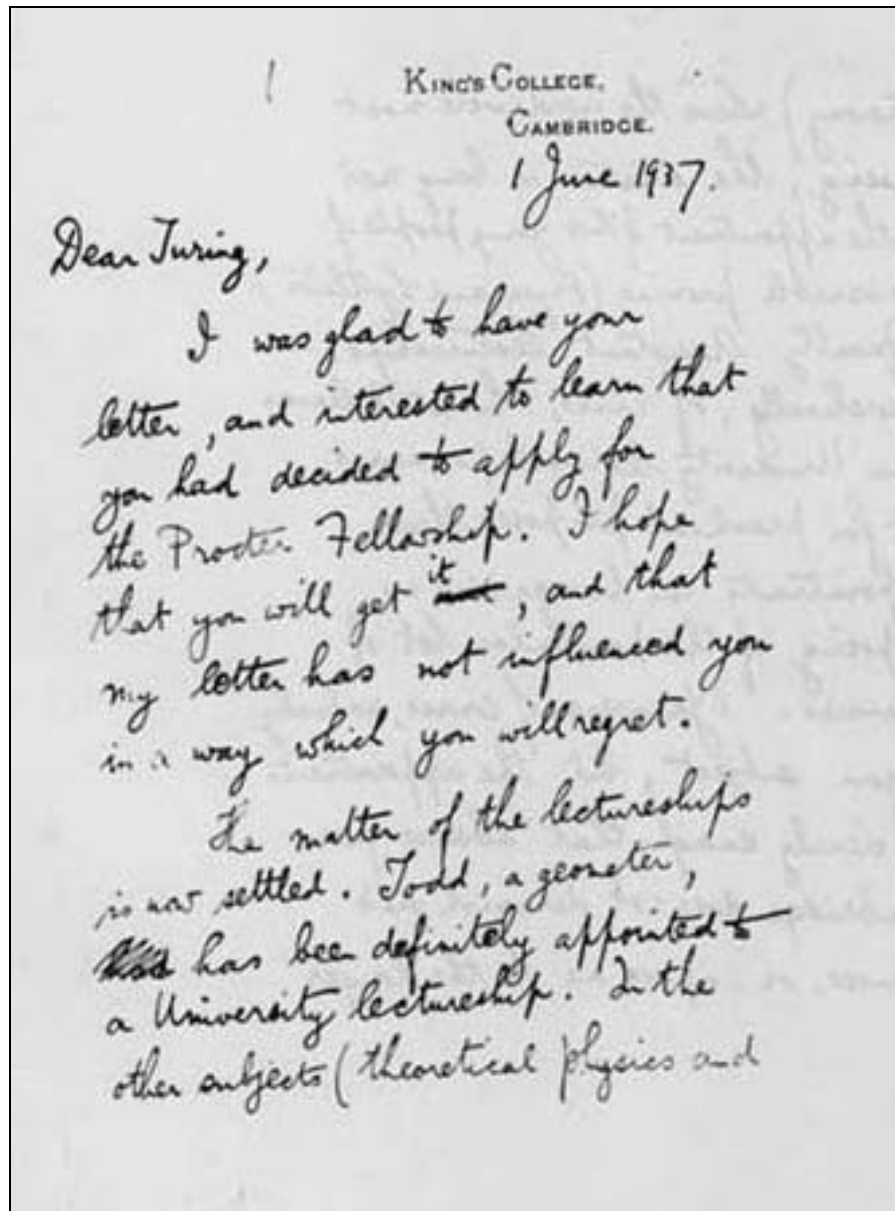 KING'S COLLEGE,
CAMBRIDGE.
1 June 1937.
Dear Turing,
I was glad to have your
letter, and interested to learn that
you had decided to apply for
the Procter Fellowship. I hope
that you will get it, and that
my letter has not influenced you
in a way which you will regret.
The matter of the lectureships
is now settled. Todd, a geometer,
has been definitely appointed to
a University lectureship. In the
other subjects (theoretical physics and